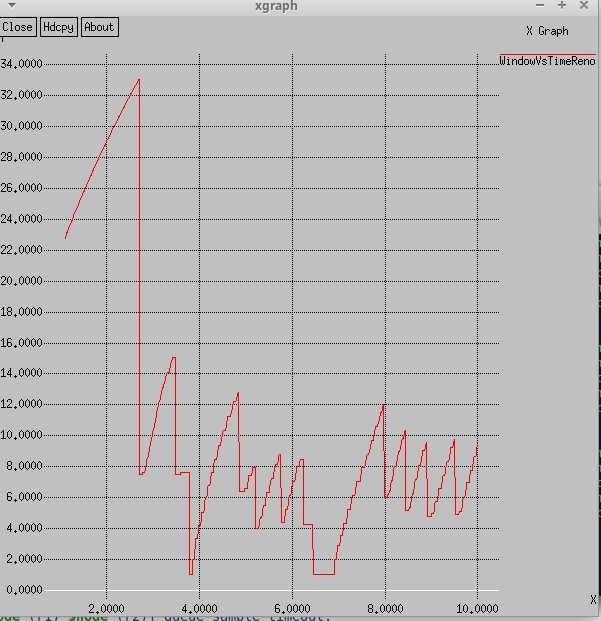 xgraph
Close Hdcpy About
X Graph
WindowVsTimeReno
34.0000
32.0000
30.0000
28.0000
26.0000
24.0000
22.0000
20.0000
18.0000
16.0000
14.0000
12.0000
10.0000
8.0000
6.0000
4.0000
2.0000
0.0000
X
2.0000 4.0000 6.0000 8.0000 10.0000
queue sample timeout.